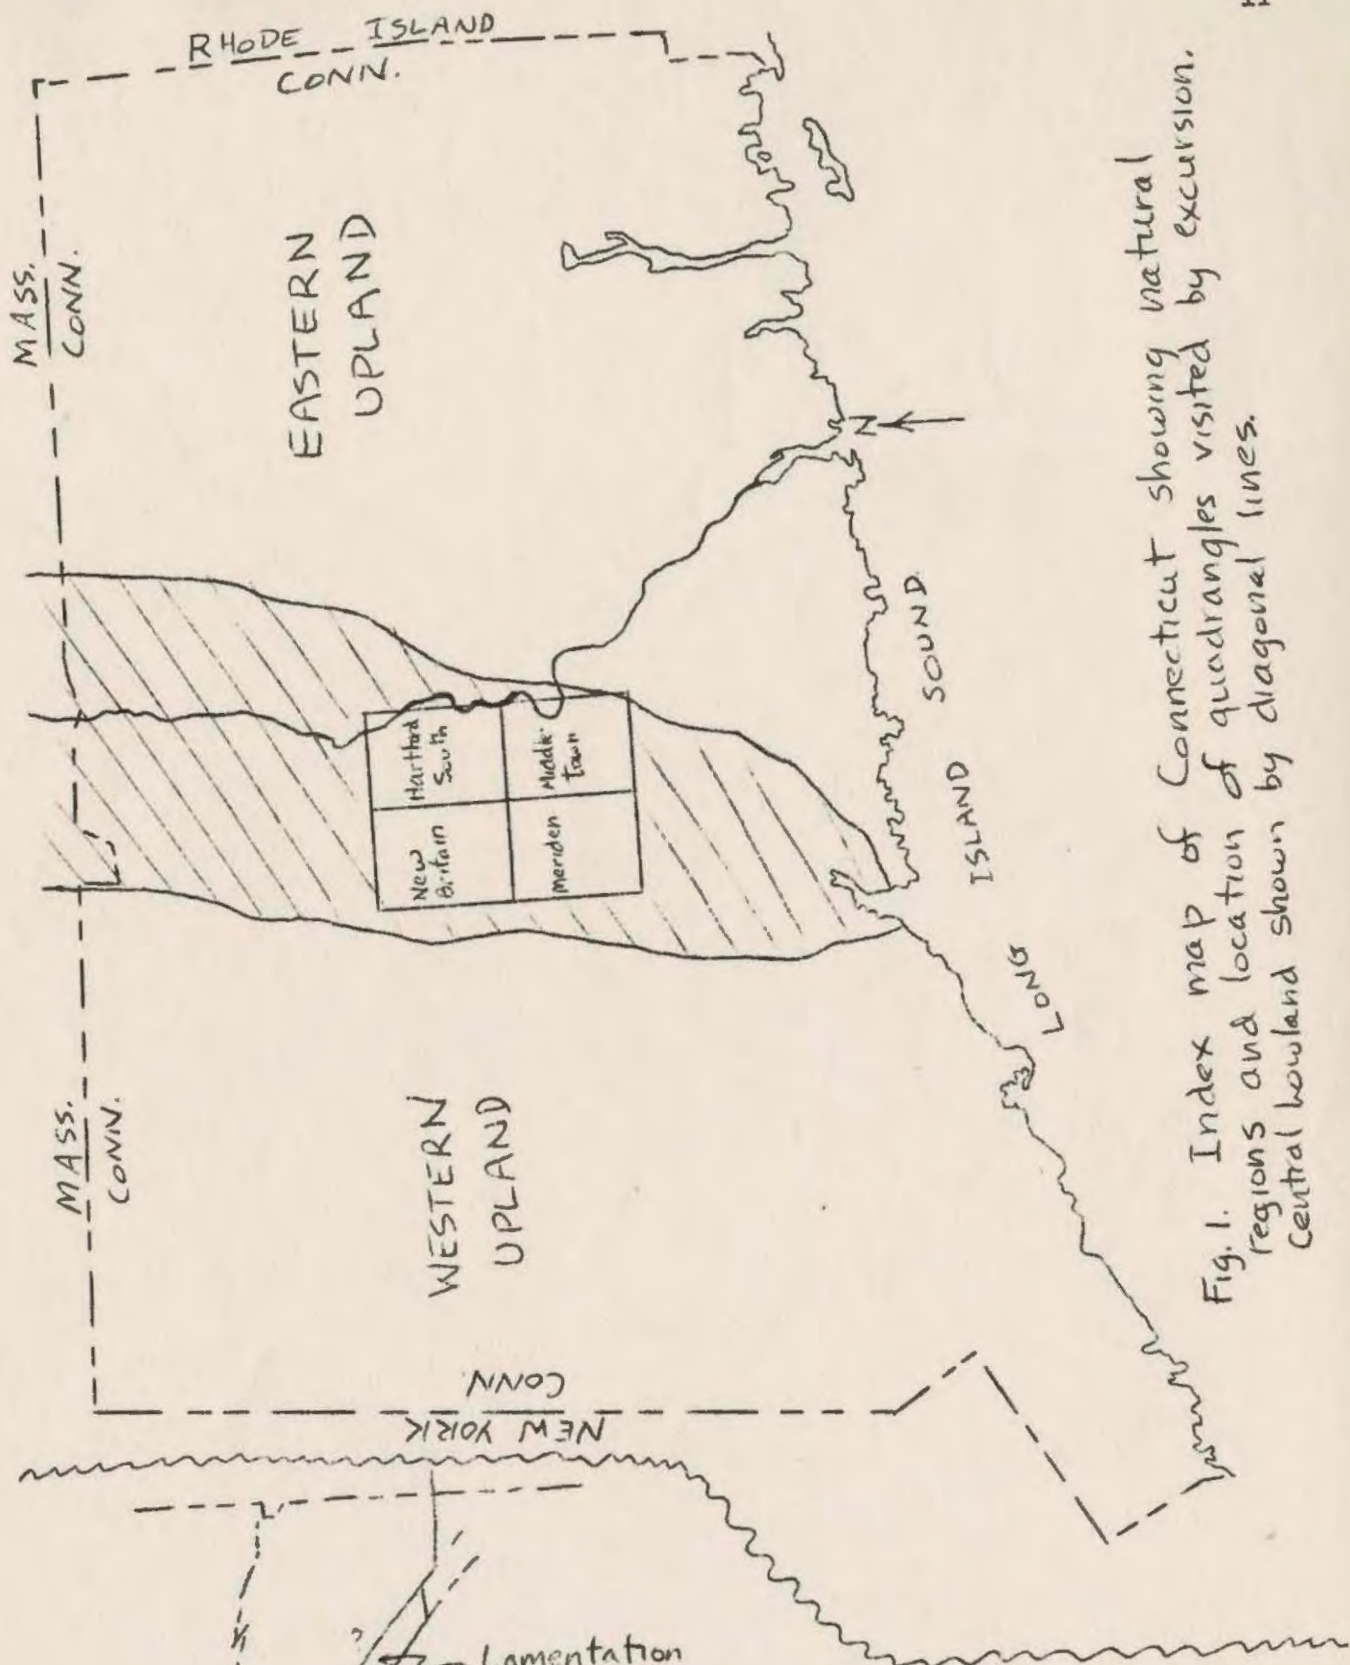 RHODE ISLAND
CONN.
MASS.
CONN.
EASTERN
UPLAND
MASS.
CONN.
WESTERN
UPLAND
NEW YORK
CONN
New
Britain
Hartford
South
Meriden
Middle-
town
N
LONG
ISLAND
SOUND
Fig. 1. Index map of Connecticut showing natural
regions and location of quadrangles visited by excursion.
Central Lowland shown by diagonal lines.
?
Lamentation